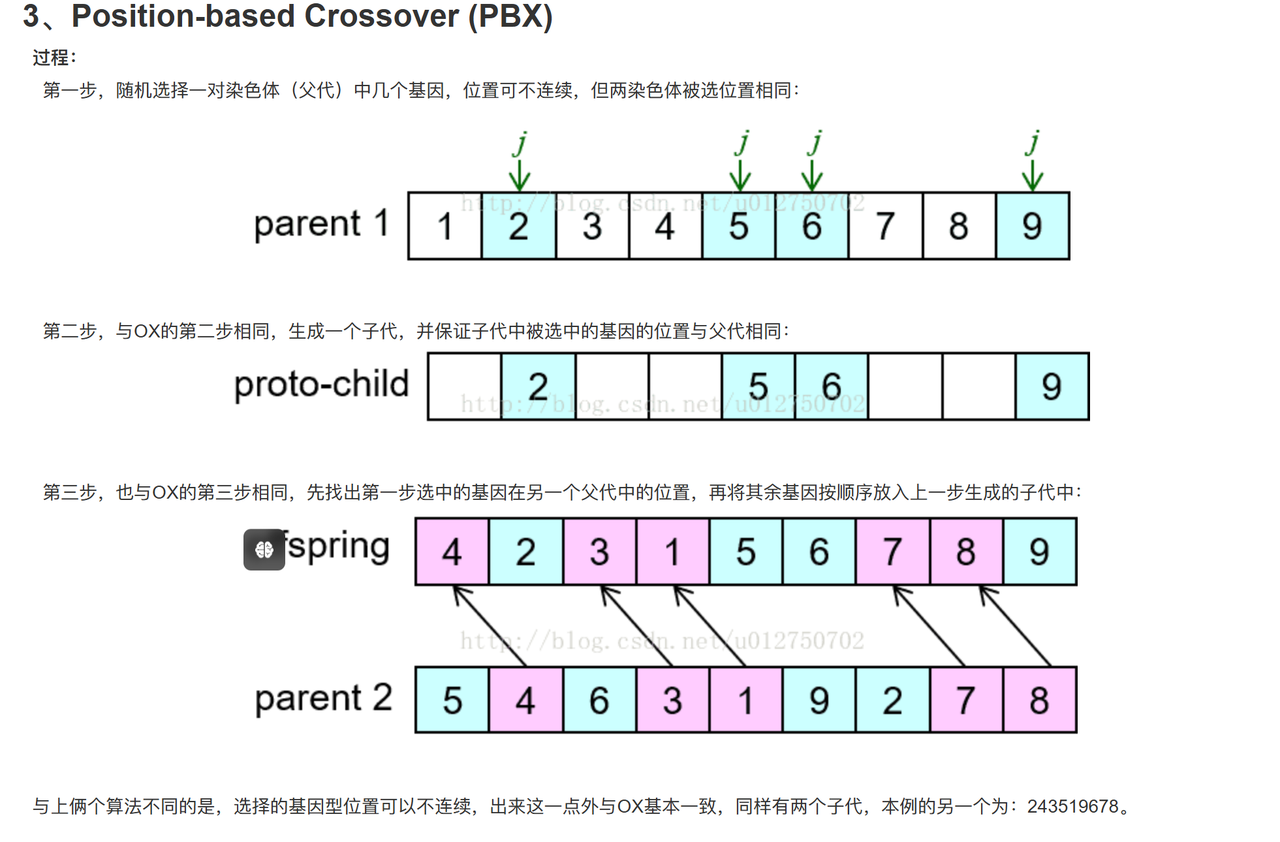 3、Position-based Crossover (PBX)
过程：
第一步，随机选择一对染色体（父代）中几个基因，位置可不连续，但两染色体被选位置相同：
j j j j
parent 1 1 2 3 4 5 6 7 8 9
http://blog.csdn.net/u012750702
第二步，与OX的第二步相同，生成一个子代，并保证子代中被选中的基因的位置与父代相同：
proto-child 2 5 6 9
http://blog.csdn.net/u012750702
第三步，也与OX的第三步相同，先找出第一步选中的基因在另一个父代中的位置，再将其余基因按顺序放入上一步生成的子代中：
fspring 4 2 3 1 5 6 7 8 9
http://blog.csdn.net/u012750702
parent 2 5 4 6 3 1 9 2 7 8
与上俩个算法不同的是，选择的基因型位置可以不连续，出来这一点外与OX基本一致，同样有两个子代，本例的另一个为：243519678。